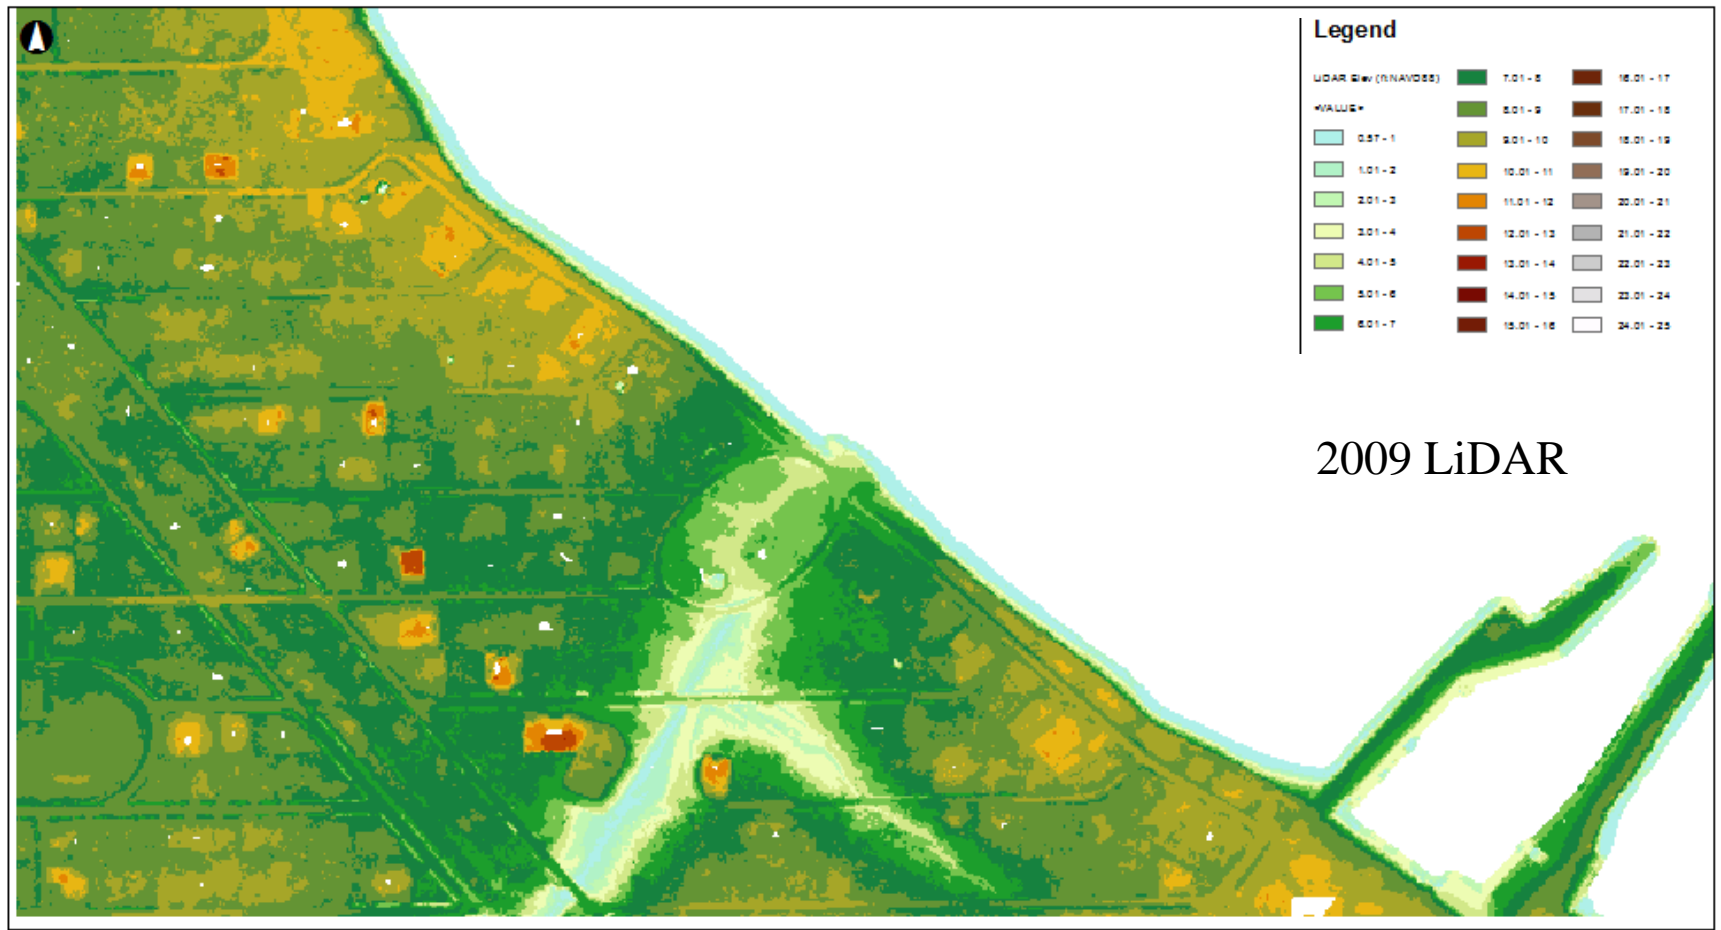 Legend
LiDAR Elev (ft NAVD88)
<VALUE>
0.97 - 1
1.01 - 2
2.01 - 3
3.01 - 4
4.01 - 5
5.01 - 6
6.01 - 7
7.01 - 8
8.01 - 9
9.01 - 10
10.01 - 11
11.01 - 12
12.01 - 13
13.01 - 14
14.01 - 15
15.01 - 16
16.01 - 17
17.01 - 18
18.01 - 19
19.01 - 20
20.01 - 21
21.01 - 22
22.01 - 23
23.01 - 24
24.01 - 25
2009 LiDAR